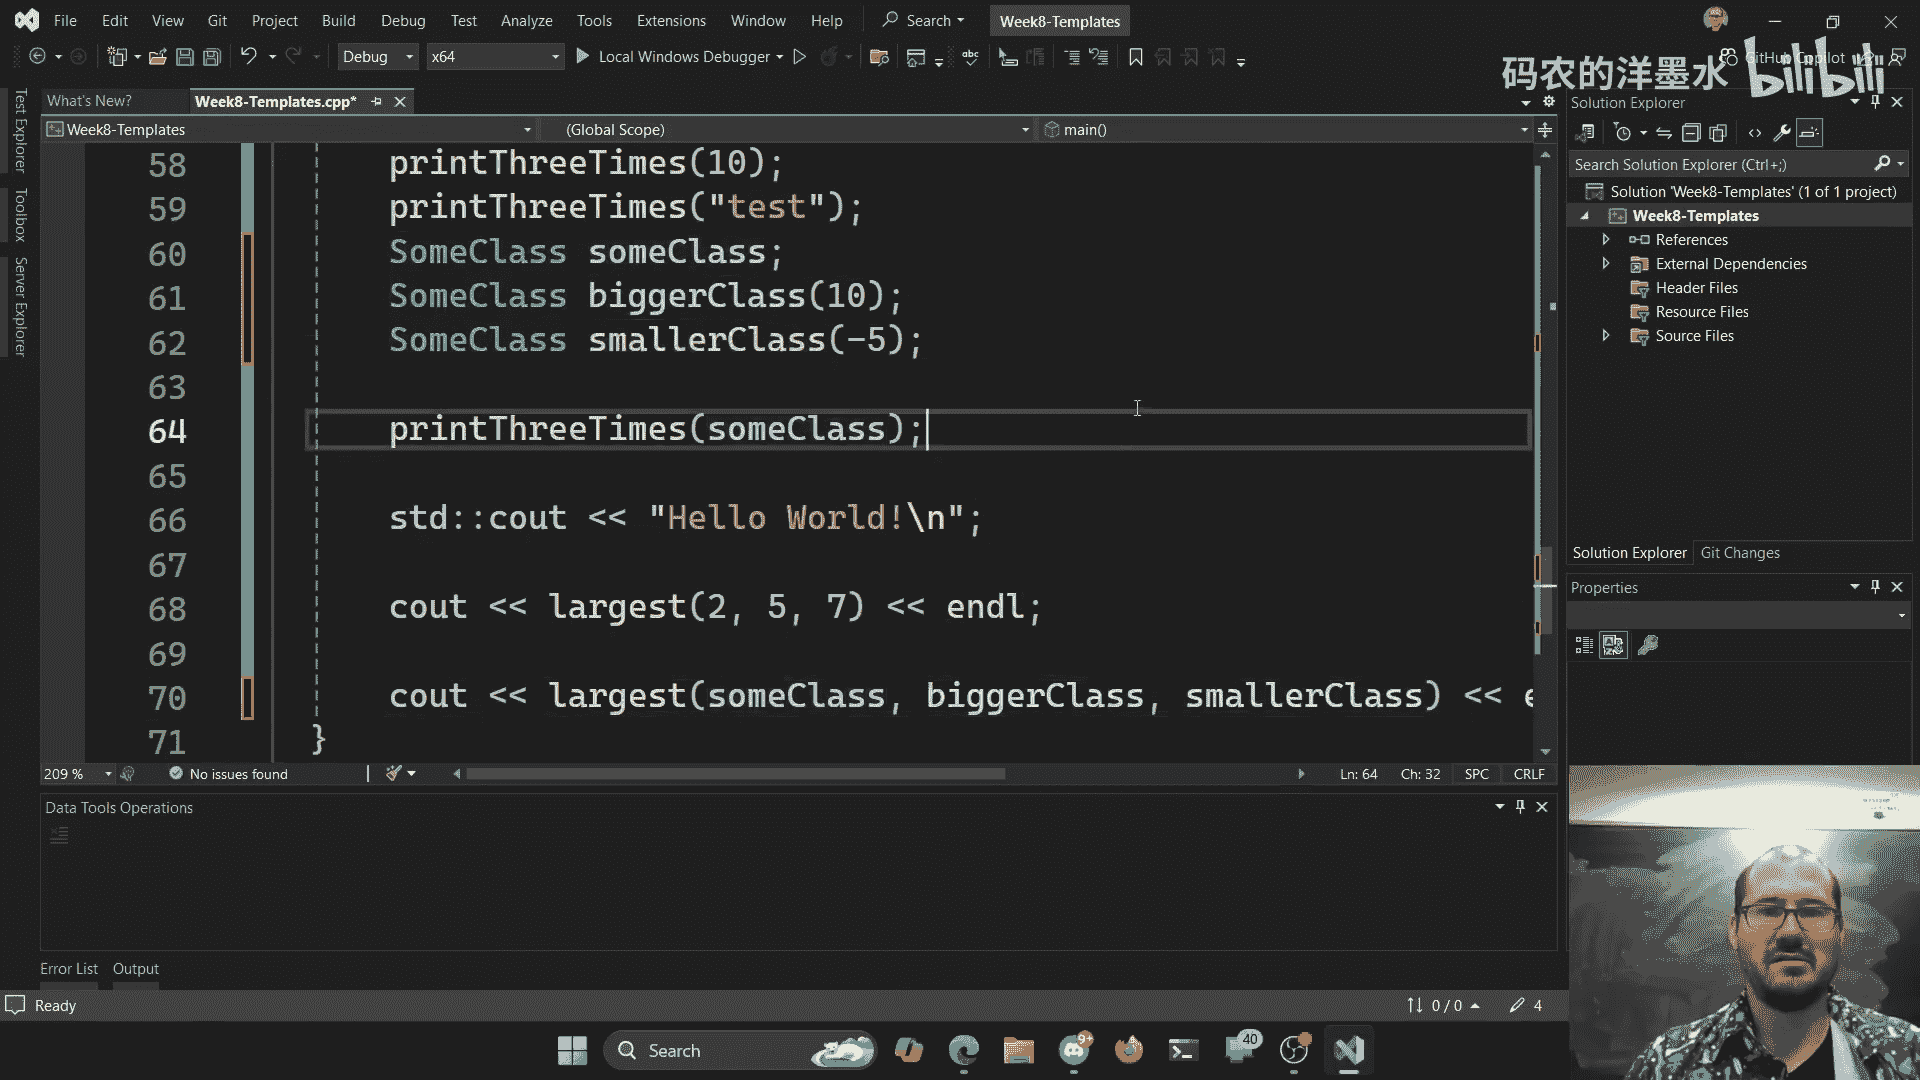 File Edit View Git Project Build Debug Test Analyze Tools Extensions Window Help Search Week8-Templates
Debug x64 Local Windows Debugger GitHub Copilot
码农的洋墨水 bilibili
What's New? Week8-Templates.cpp*
Week8-Templates (Global Scope) main()
Test Explorer
Toolbox
Server Explorer
58 printThreeTimes(10);
59 printThreeTimes("test");
60 SomeClass someClass;
61 SomeClass biggerClass(10);
62 SomeClass smallerClass(-5);
63
64 printThreeTimes(someClass);
65
66 std::cout << "Hello World!\n";
67
68 cout << largest(2, 5, 7) << endl;
69
70 cout << largest(someClass, biggerClass, smallerClass) << e
71 }
209 % No issues found Ln: 64 Ch: 32 SPC CRLF
Data Tools Operations
Error List Output
Ready 0 / 0 4
Solution Explorer
Search Solution Explorer (Ctrl+;)
Solution 'Week8-Templates' (1 of 1 project)
Week8-Templates
References
External Dependencies
Header Files
Resource Files
Source Files
Solution Explorer Git Changes
Properties
Search 9+ 40